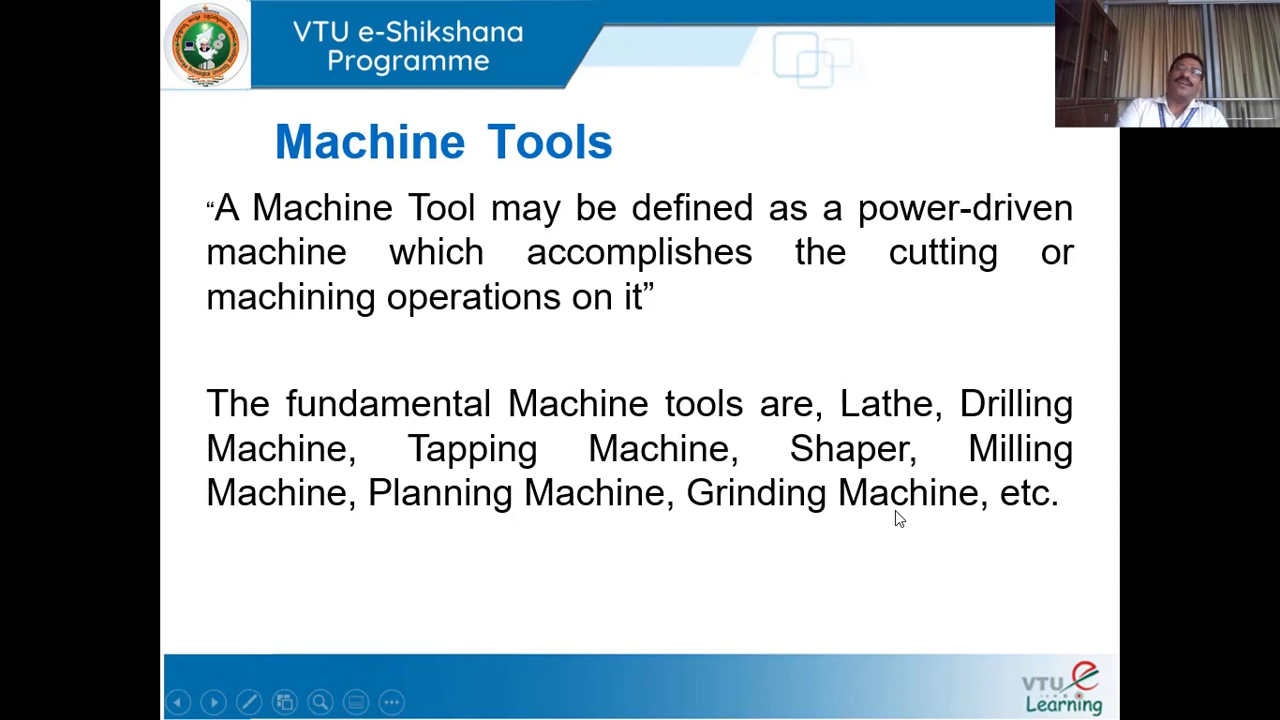 VTU e-Shikshana
Programme
Machine Tools
“A Machine Tool may be defined as a power-driven
machine which accomplishes the cutting or
machining operations on it”
The fundamental Machine tools are, Lathe, Drilling
Machine, Tapping Machine, Shaper, Milling
Machine, Planning Machine, Grinding Machine, etc.
VTU e
Learning